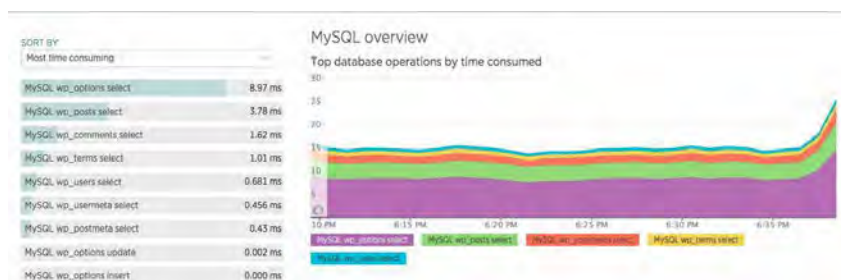 SORT BY
Most time consuming
MySQL wp_options select 8.97 ms
MySQL wp_posts select 3.78 ms
MySQL wp_comments select 1.62 ms
MySQL wp_terms select 1.01 ms
MySQL wp_users select 0.681 ms
MySQL wp_usermeta select 0.456 ms
MySQL wp_postmeta select 0.43 ms
MySQL wp_options update 0.002 ms
MySQL wp_options insert 0.000 ms
MySQL overview
Top database operations by time consumed
30
25
20
15
10
5
10 PM 6:15 PM 6:20 PM 6:25 PM 6:30 PM 6:35 PM
MySQL wp_options select MySQL wp_posts select MySQL select MySQL wp_terms select
MySQL select